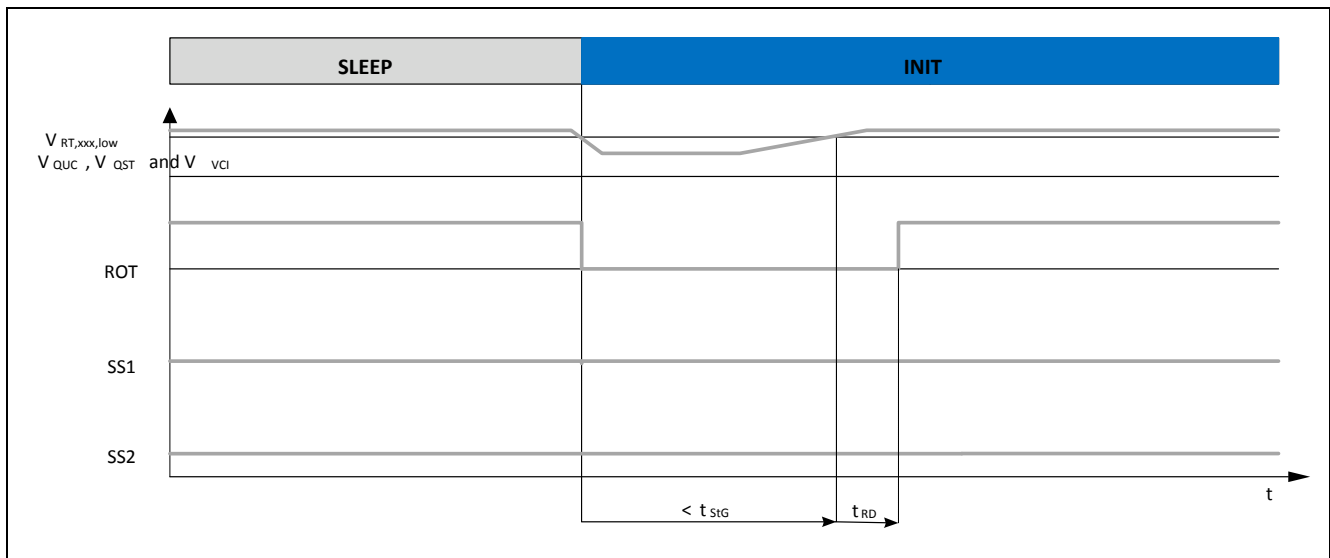 SLEEP
INIT
V RT,xxx,low
V QUC , V QST and V VCI
ROT
SS1
SS2
t
< t StG
t RD